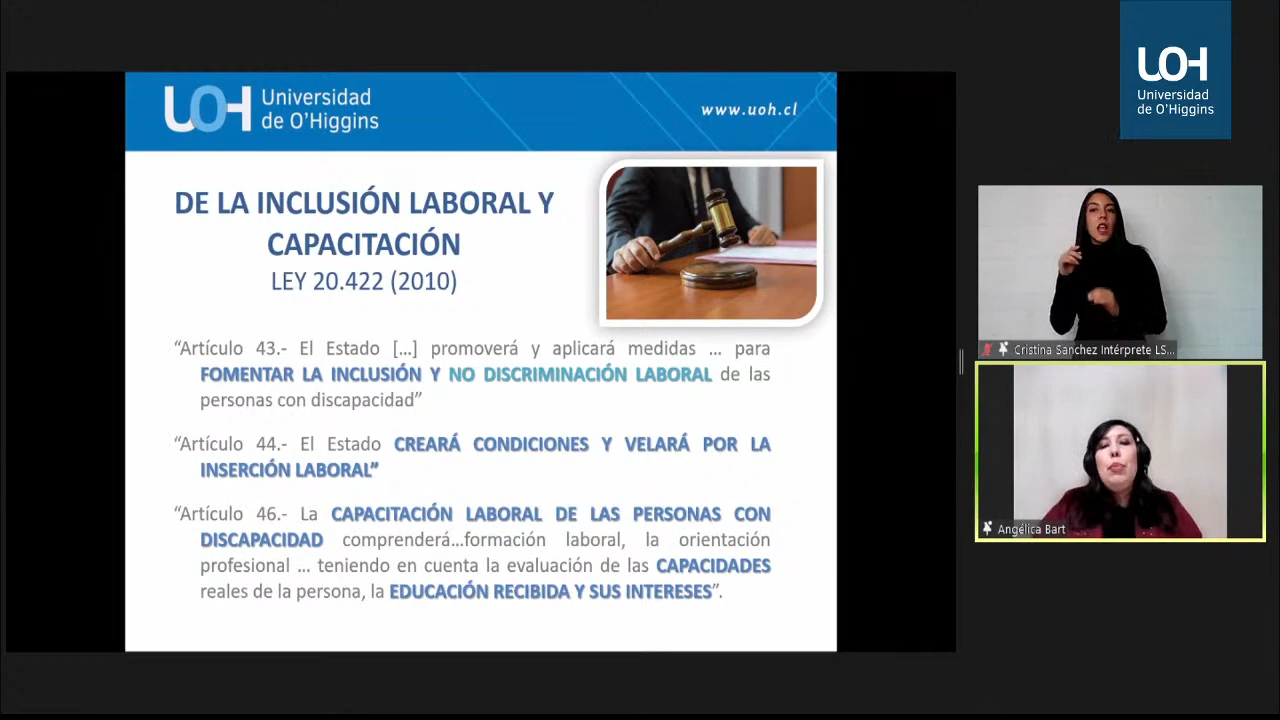 UOH Universidad
de O'Higgins
www.uoh.cl
DE LA INCLUSIÓN LABORAL Y
CAPACITACIÓN
LEY 20.422 (2010)
“Artículo 43.- El Estado [...] promoverá y aplicará medidas ... para
FOMENTAR LA INCLUSIÓN Y NO DISCRIMINACIÓN LABORAL de las
personas con discapacidad”
“Artículo 44.- El Estado CREARÁ CONDICIONES Y VELARÁ POR LA
INSERCIÓN LABORAL”
“Artículo 46.- La CAPACITACIÓN LABORAL DE LAS PERSONAS CON
DISCAPACIDAD comprenderá...formación laboral, la orientación
profesional ... teniendo en cuenta la evaluación de las CAPACIDADES
reales de la persona, la EDUCACIÓN RECIBIDA Y SUS INTERESES”.
UOH
Universidad
de O'Higgins
Cristina Sanchez Intérprete LS...
Angélica Bart